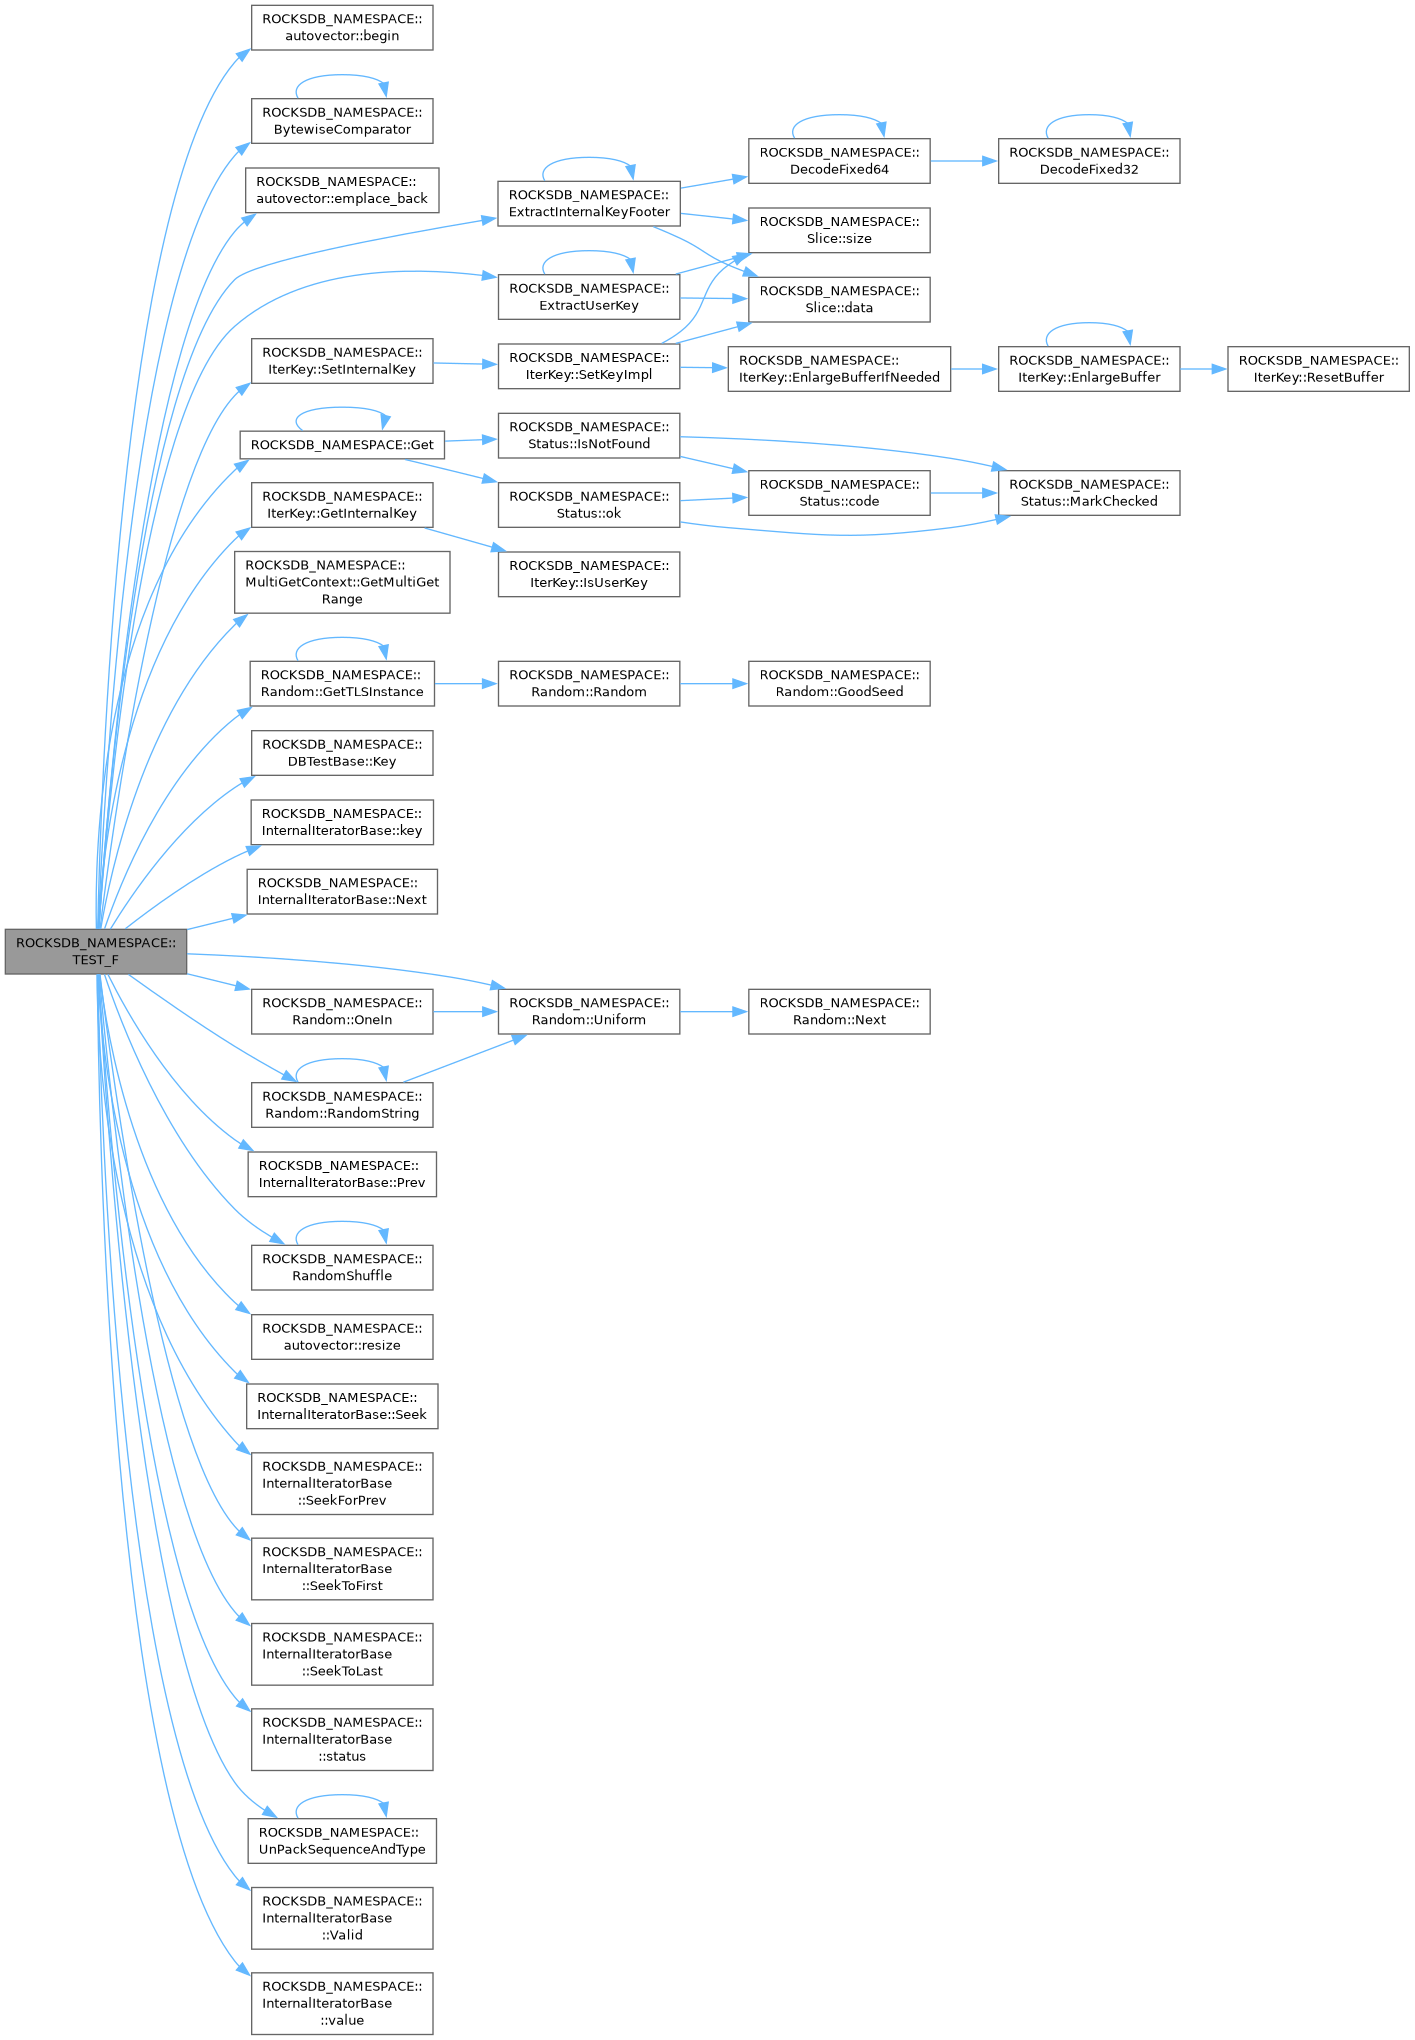 ROCKSDB_NAMESPACE::
autovector::begin
ROCKSDB_NAMESPACE::
BytewiseComparator
ROCKSDB_NAMESPACE::
autovector::emplace_back
ROCKSDB_NAMESPACE::
ExtractInternalKeyFooter
ROCKSDB_NAMESPACE::
DecodeFixed64
ROCKSDB_NAMESPACE::
DecodeFixed32
ROCKSDB_NAMESPACE::
Slice::size
ROCKSDB_NAMESPACE::
ExtractUserKey
ROCKSDB_NAMESPACE::
Slice::data
ROCKSDB_NAMESPACE::
IterKey::SetInternalKey
ROCKSDB_NAMESPACE::
IterKey::SetKeyImpl
ROCKSDB_NAMESPACE::
IterKey::EnlargeBufferIfNeeded
ROCKSDB_NAMESPACE::
IterKey::EnlargeBuffer
ROCKSDB_NAMESPACE::
IterKey::ResetBuffer
ROCKSDB_NAMESPACE::Get
ROCKSDB_NAMESPACE::
Status::IsNotFound
ROCKSDB_NAMESPACE::
Status::ok
ROCKSDB_NAMESPACE::
Status::code
ROCKSDB_NAMESPACE::
Status::MarkChecked
ROCKSDB_NAMESPACE::
IterKey::GetInternalKey
ROCKSDB_NAMESPACE::
IterKey::IsUserKey
ROCKSDB_NAMESPACE::
MultiGetContext::GetMultiGet
Range
ROCKSDB_NAMESPACE::
Random::GetTLSInstance
ROCKSDB_NAMESPACE::
Random::Random
ROCKSDB_NAMESPACE::
Random::GoodSeed
ROCKSDB_NAMESPACE::
DBTestBase::Key
ROCKSDB_NAMESPACE::
InternalIteratorBase::key
ROCKSDB_NAMESPACE::
InternalIteratorBase::Next
ROCKSDB_NAMESPACE::
TEST_F
ROCKSDB_NAMESPACE::
Random::OneIn
ROCKSDB_NAMESPACE::
Random::Uniform
ROCKSDB_NAMESPACE::
Random::Next
ROCKSDB_NAMESPACE::
Random::RandomString
ROCKSDB_NAMESPACE::
InternalIteratorBase::Prev
ROCKSDB_NAMESPACE::
RandomShuffle
ROCKSDB_NAMESPACE::
autovector::resize
ROCKSDB_NAMESPACE::
InternalIteratorBase::Seek
ROCKSDB_NAMESPACE::
InternalIteratorBase
::SeekForPrev
ROCKSDB_NAMESPACE::
InternalIteratorBase
::SeekToFirst
ROCKSDB_NAMESPACE::
InternalIteratorBase
::SeekToLast
ROCKSDB_NAMESPACE::
InternalIteratorBase
::status
ROCKSDB_NAMESPACE::
UnPackSequenceAndType
ROCKSDB_NAMESPACE::
InternalIteratorBase
::Valid
ROCKSDB_NAMESPACE::
InternalIteratorBase
::value